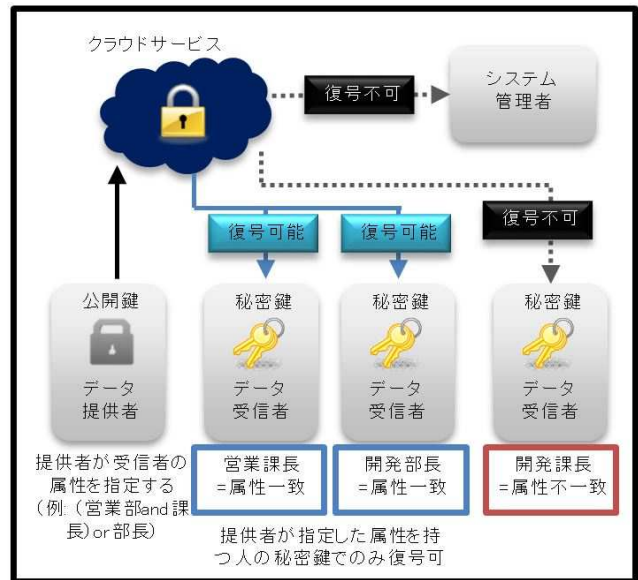 クラウドサービス
復号不可
システム
管理者
復号可能
復号可能
復号不可
公開鍵
データ
提供者
秘密鍵
データ
受信者
秘密鍵
データ
受信者
秘密鍵
データ
受信者
提供者が受信者の
属性を指定する
(例:(営業部and課
長)or部長)
営業課長
=属性一致
開発部長
=属性一致
開発課長
=属性不一致
提供者が指定した属性を持
つ人の秘密鍵でのみ復号可